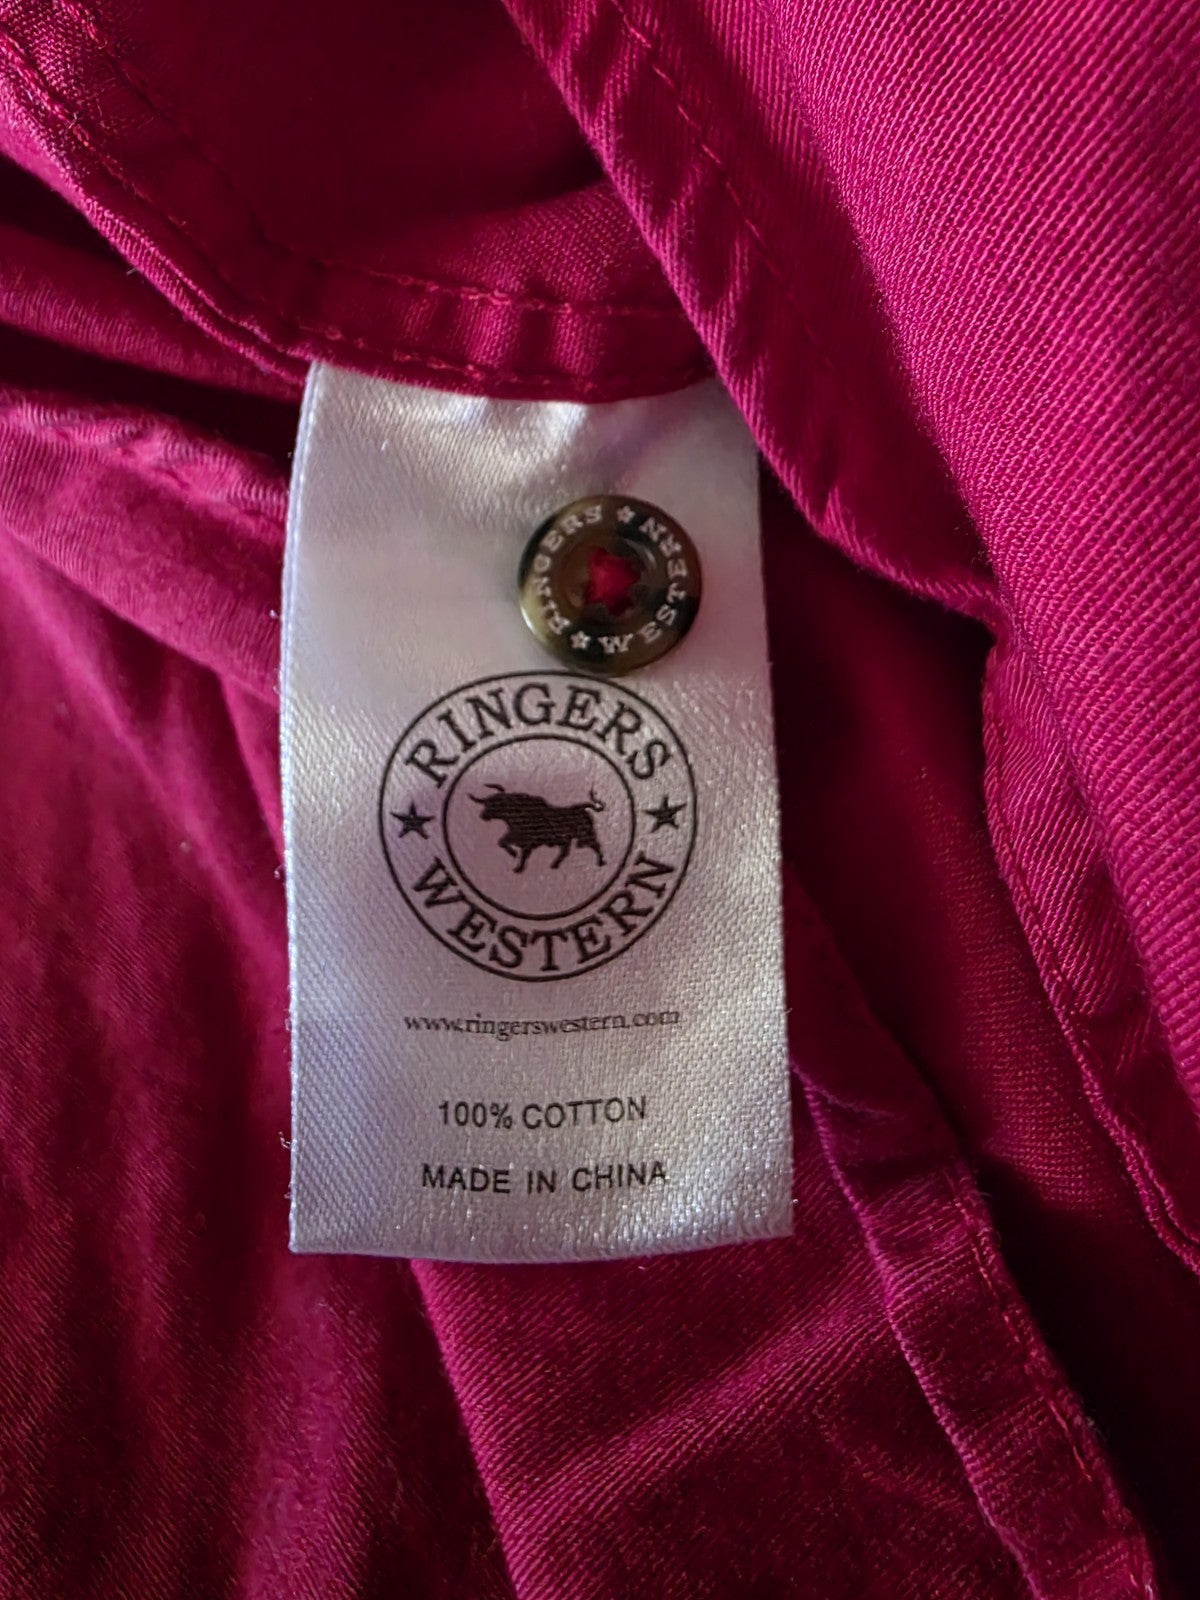 RINGERS ★ WESTERN ★
RINGERS
★ ★
WESTERN
www.ringerswestern.com
100% COTTON
MADE IN CHINA